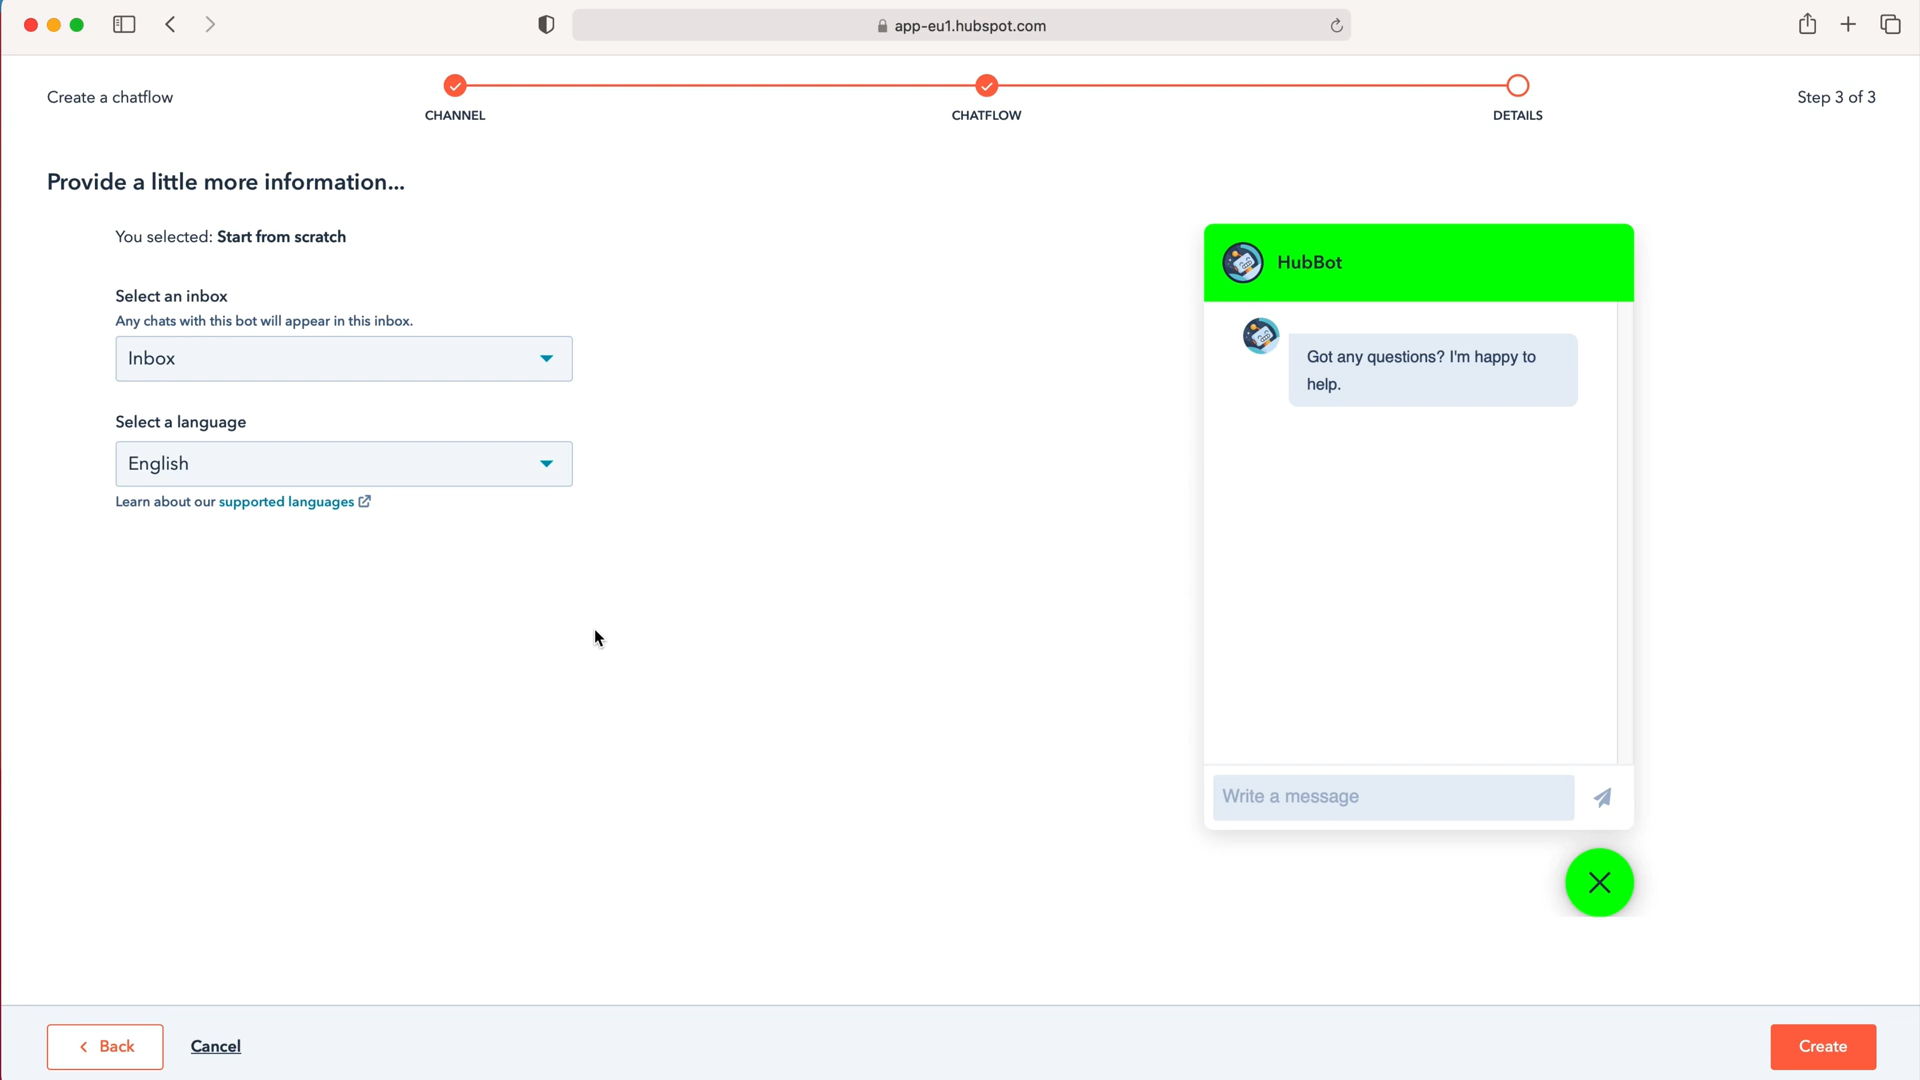 app-eu1.hubspot.com
Create a chatflow
CHANNEL
CHATFLOW
DETAILS
Step 3 of 3
Provide a little more information...
You selected: Start from scratch
Select an inbox
Any chats with this bot will appear in this inbox.
Inbox
Select a language
English
Learn about our supported languages
HubBot
Got any questions? I'm happy to
help.
Write a message
Back
Cancel
Create